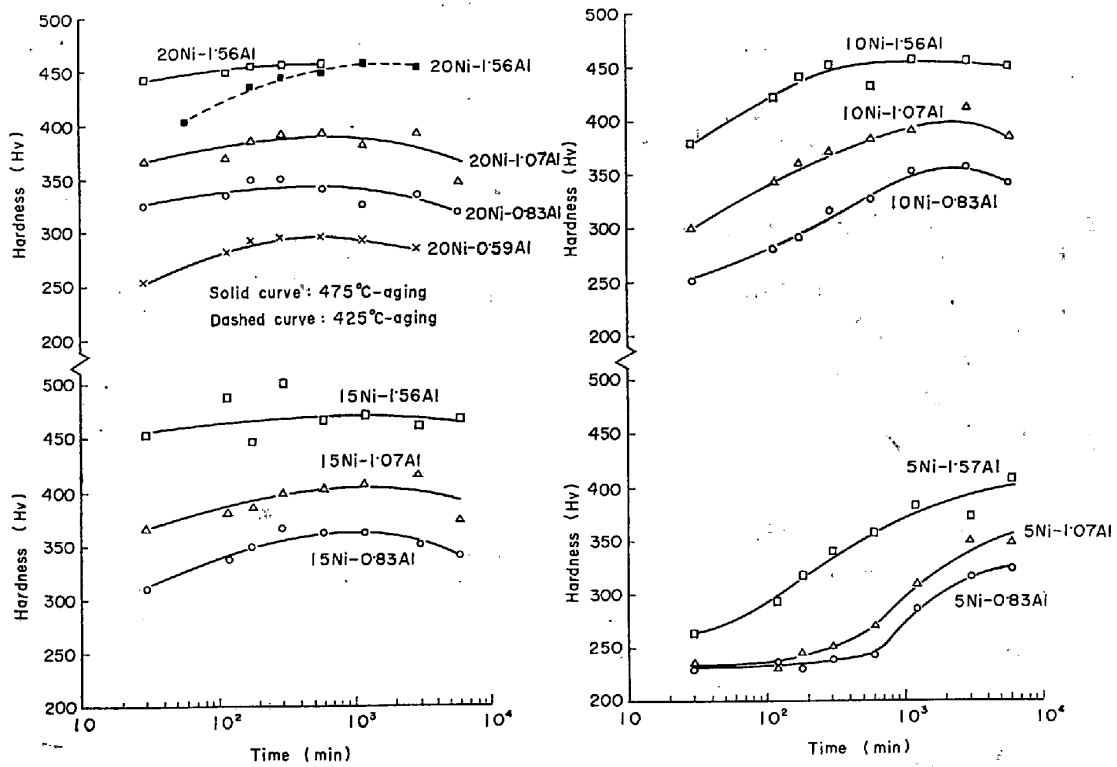 500
450
400
350
300
250
200
Hardness (Hv)
20Ni-1·56Al
20Ni-1·56Al
20Ni-1·07Al
20Ni-0·83Al
20Ni-0·59Al
Solid curve : 475°C-aging
Dashed curve : 425°C-aging
500
450
400
350
300
250
200
Hardness (Hv)
15Ni-1·56Al
15Ni-1·07Al
15Ni-0·83Al
10
10²
10³
10⁴
Time (min)
500
450
400
350
300
250
200
Hardness (Hv)
10Ni-1·56Al
10Ni-1·07Al
10Ni-0·83Al
500
450
400
350
300
250
200
Hardness (Hv)
5Ni-1·57Al
5Ni-1·07Al
5Ni-0·83Al
10
10²
10³
10⁴
Time (min)